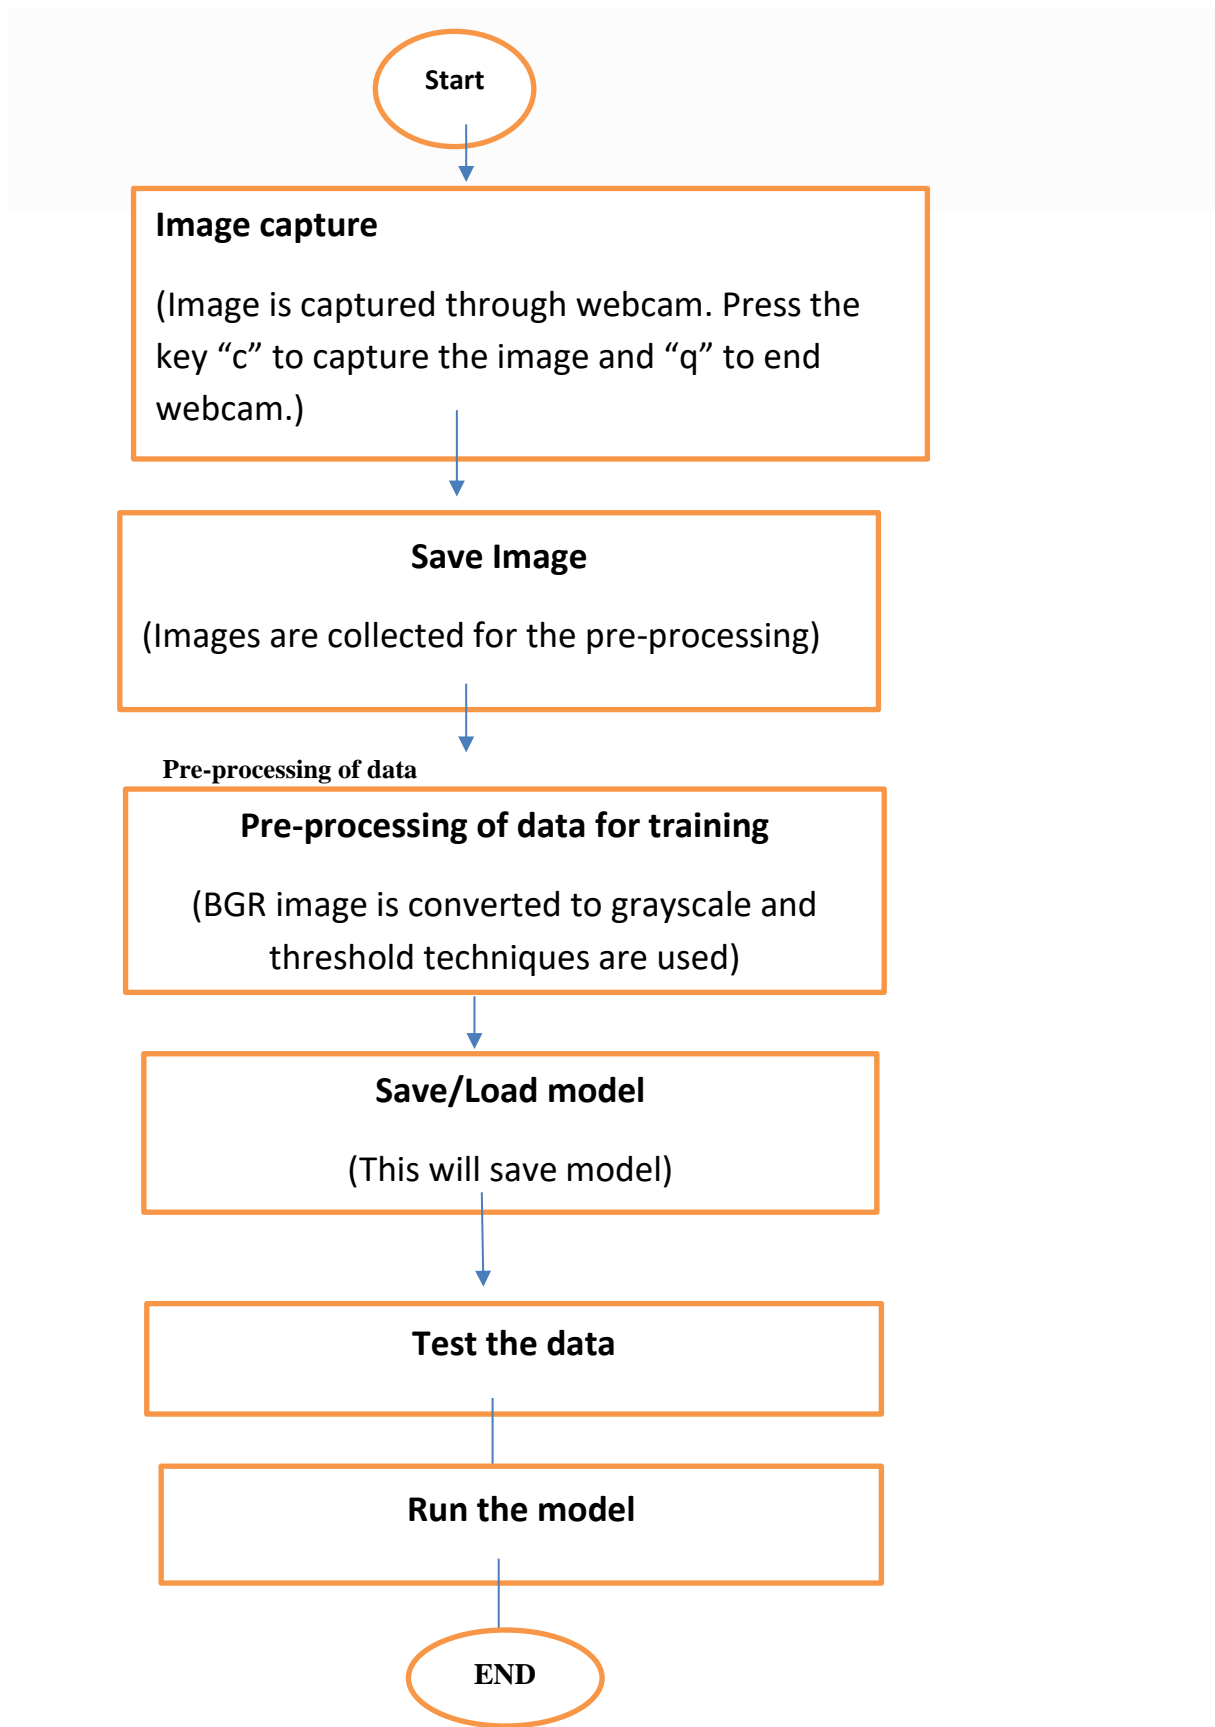 Start
Image capture
(Image is captured through webcam. Press the
key “c” to capture the image and “q” to end
webcam.)
Save Image
(Images are collected for the pre-processing)
Pre-processing of data
Pre-processing of data for training
(BGR image is converted to grayscale and
threshold techniques are used)
Save/Load model
(This will save model)
Test the data
Run the model
END